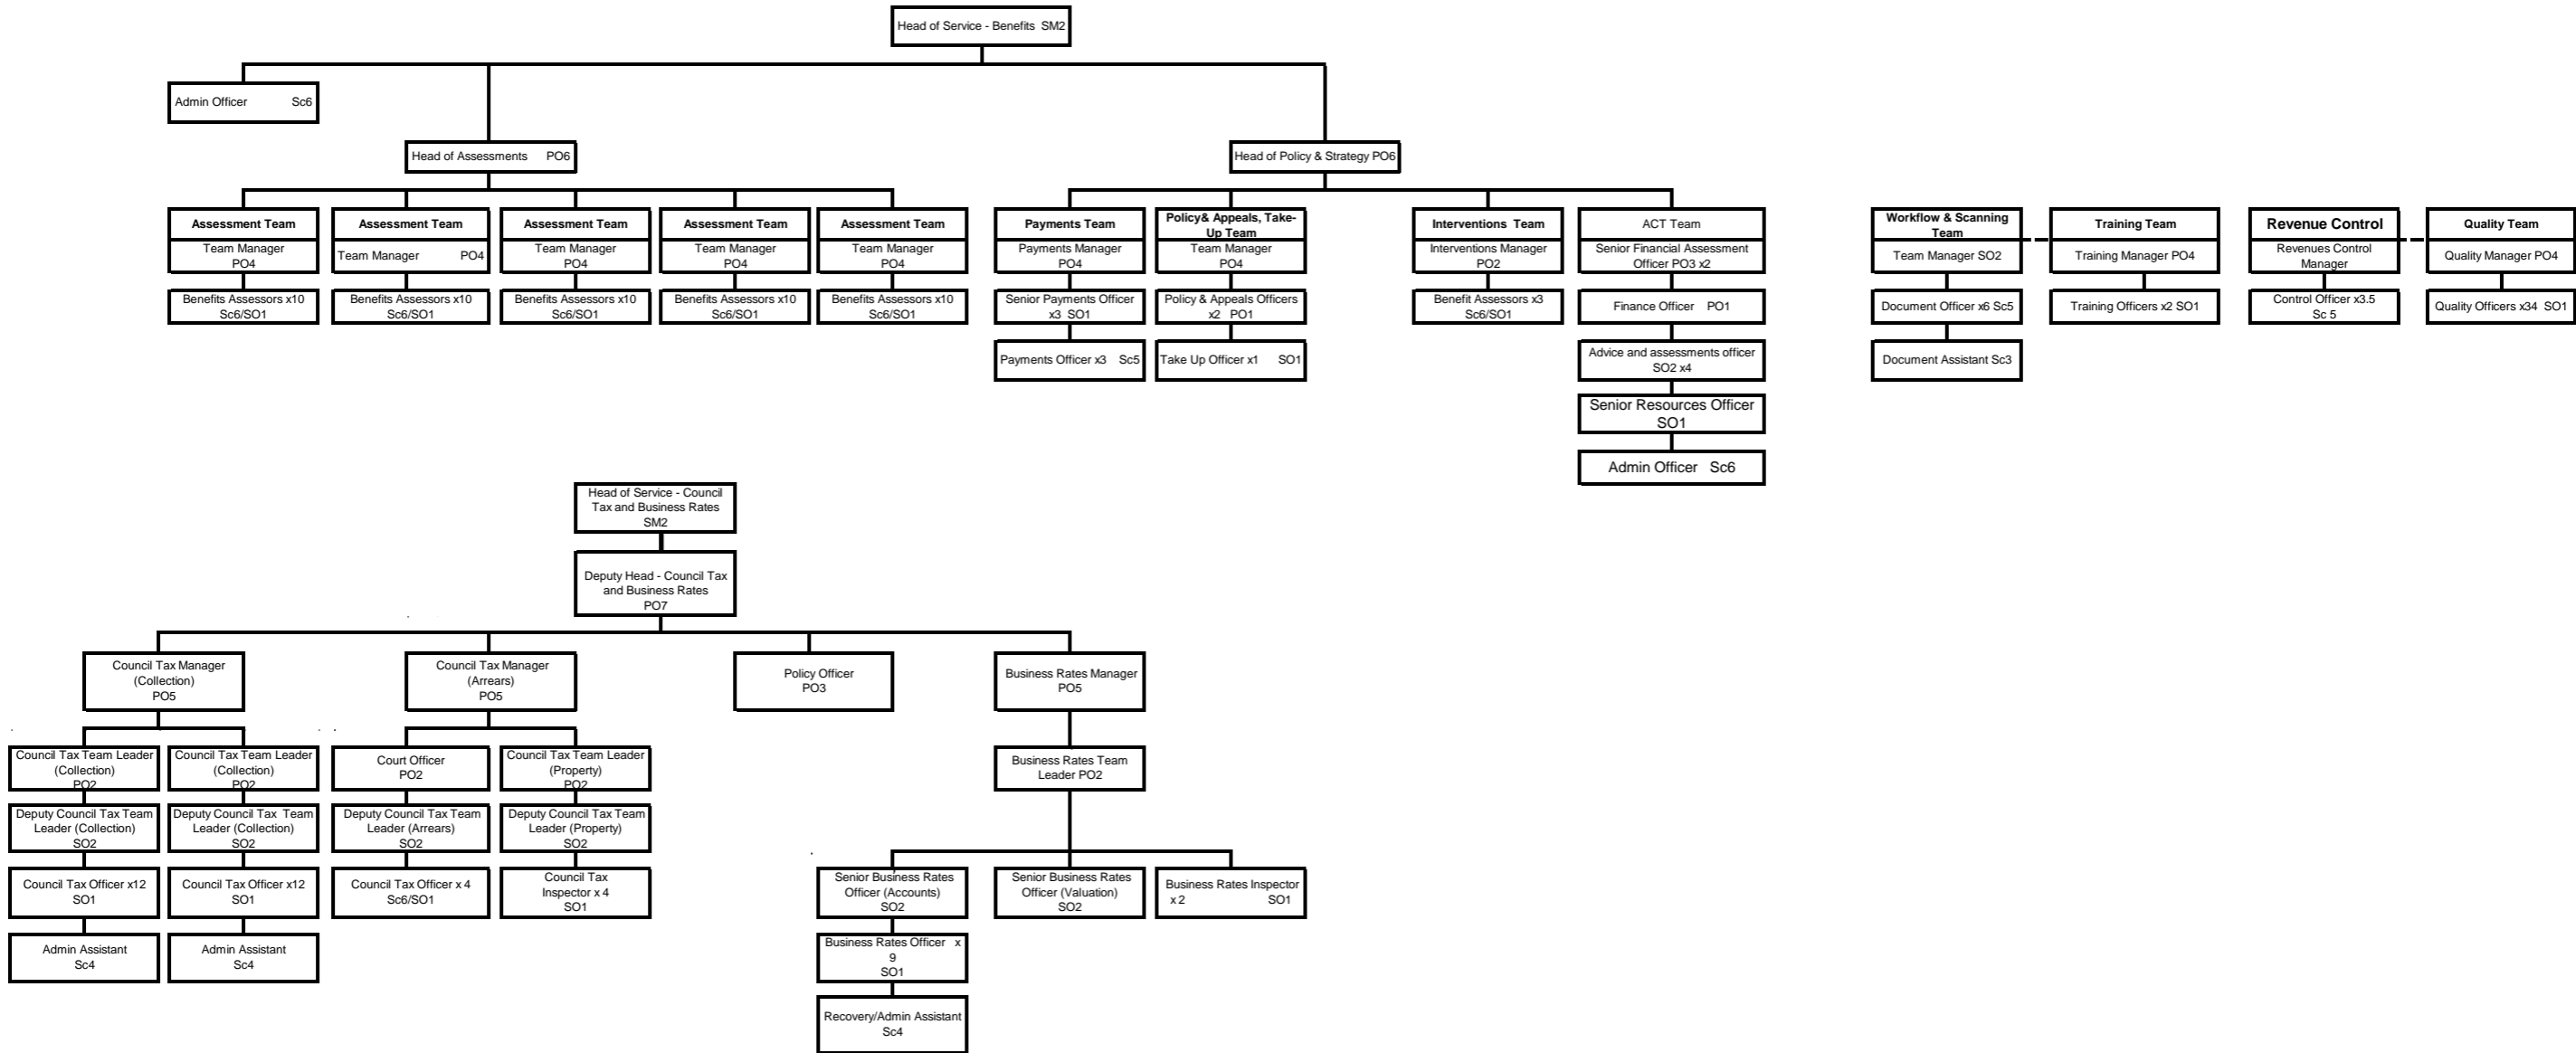 Head of Service - Benefits SM2
Admin Officer Sc6
Head of Assessments PO6
Head of Policy & Strategy PO6
Assessment Team
Team Manager
PO4
Benefits Assessors x10
Sc6/SO1
Assessment Team
Team Manager PO4
Benefits Assessors x10
Sc6/SO1
Assessment Team
Team Manager
PO4
Benefits Assessors x10
Sc6/SO1
Assessment Team
Team Manager
PO4
Benefits Assessors x10
Sc6/SO1
Assessment Team
Team Manager
PO4
Benefits Assessors x10
Sc6/SO1
Payments Team
Payments Manager
PO4
Senior Payments Officer
x3 SO1
Payments Officer x3 Sc5
Policy& Appeals, Take-
Up Team
Team Manager
PO4
Policy & Appeals Officers
x2 PO1
Take Up Officer x1 SO1
Interventions Team
Interventions Manager
PO2
Benefit Assessors x3
Sc6/SO1
ACT Team
Senior Financial Assessment
Officer PO3 x2
Finance Officer PO1
Advice and assessments officer
SO2 x4
Senior Resources Officer
SO1
Admin Officer Sc6
Workflow & Scanning
Team
Team Manager SO2
Document Officer x6 Sc5
Document Assistant Sc3
Training Team
Training Manager PO4
Training Officers x2 SO1
Revenue Control
Revenues Control
Manager
Control Officer x3.5
Sc 5
Quality Team
Quality Manager PO4
Quality Officers x34 SO1
Head of Service - Council
Tax and Business Rates
SM2
Deputy Head - Council Tax
and Business Rates
PO7
Council Tax Manager
(Collection)
PO5
Council Tax Manager
(Arrears)
PO5
Policy Officer
PO3
Business Rates Manager
PO5
Council Tax Team Leader
(Collection)
PO2
Deputy Council Tax Team
Leader (Collection)
SO2
Council Tax Officer x12
SO1
Admin Assistant
Sc4
Council Tax Team Leader
(Collection)
PO2
Deputy Council Tax Team
Leader (Collection)
SO2
Council Tax Officer x12
SO1
Admin Assistant
Sc4
Court Officer
PO2
Deputy Council Tax Team
Leader (Arrears)
SO2
Council Tax Officer x 4
Sc6/SO1
Council Tax Team Leader
(Property)
PO2
Deputy Council Tax Team
Leader (Property)
SO2
Council Tax
Inspector x 4
SO1
Business Rates Team
Leader PO2
Senior Business Rates
Officer (Accounts)
SO2
Business Rates Officer x
9
SO1
Recovery/Admin Assistant
Sc4
Senior Business Rates
Officer (Valuation)
SO2
Business Rates Inspector
x 2 SO1